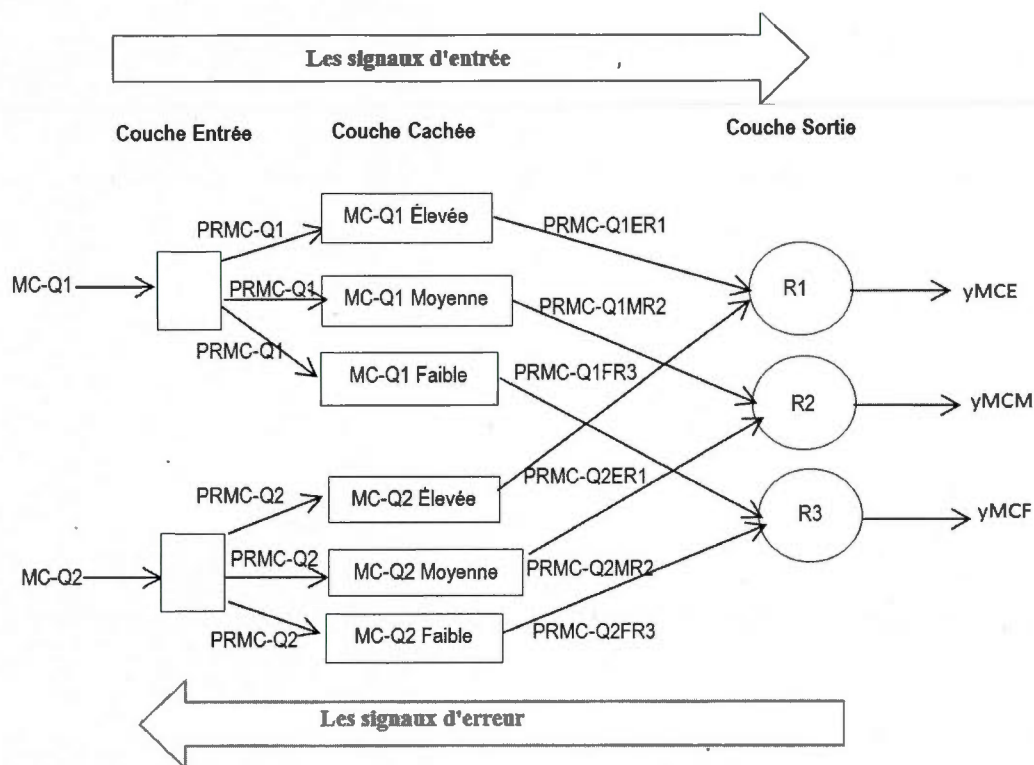 Les signaux d'entrée
Couche Entrée
Couche Cachée
Couche Sortie
MC-Q1
PRMC-Q1
PRMC-Q1
PRMC-Q1
MC-Q1 Élevée
MC-Q1 Moyenne
MC-Q1 Faible
PRMC-Q1ER1
PRMC-Q1MR2
PRMC-Q1FR3
R1
yMCE
R2
yMCM
R3
yMCF
MC-Q2
PRMC-Q2
PRMC-Q2
PRMC-Q2
MC-Q2 Élevée
MC-Q2 Moyenne
MC-Q2 Faible
PRMC-Q2ER1
PRMC-Q2MR2
PRMC-Q2FR3
Les signaux d'erreur